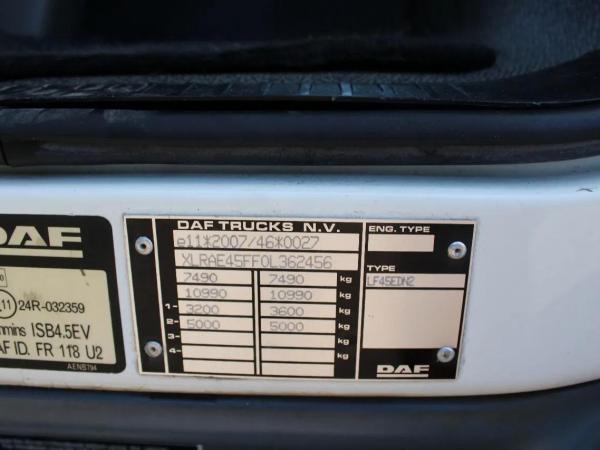 DAF
11 24R-032359
mmins ISB4.5EV
AF ID. FR 118 U2
AENB794
DAF TRUCKS N.V.
e11*2007/46*0027
XLRAE45FF0L362456
7490 7490 kg
10990 10990 kg
1- 3200 3600 kg
2- 5000 5000 kg
3- kg
4- kg
ENG. TYPE
TYPE
LF45EDN2
DAF